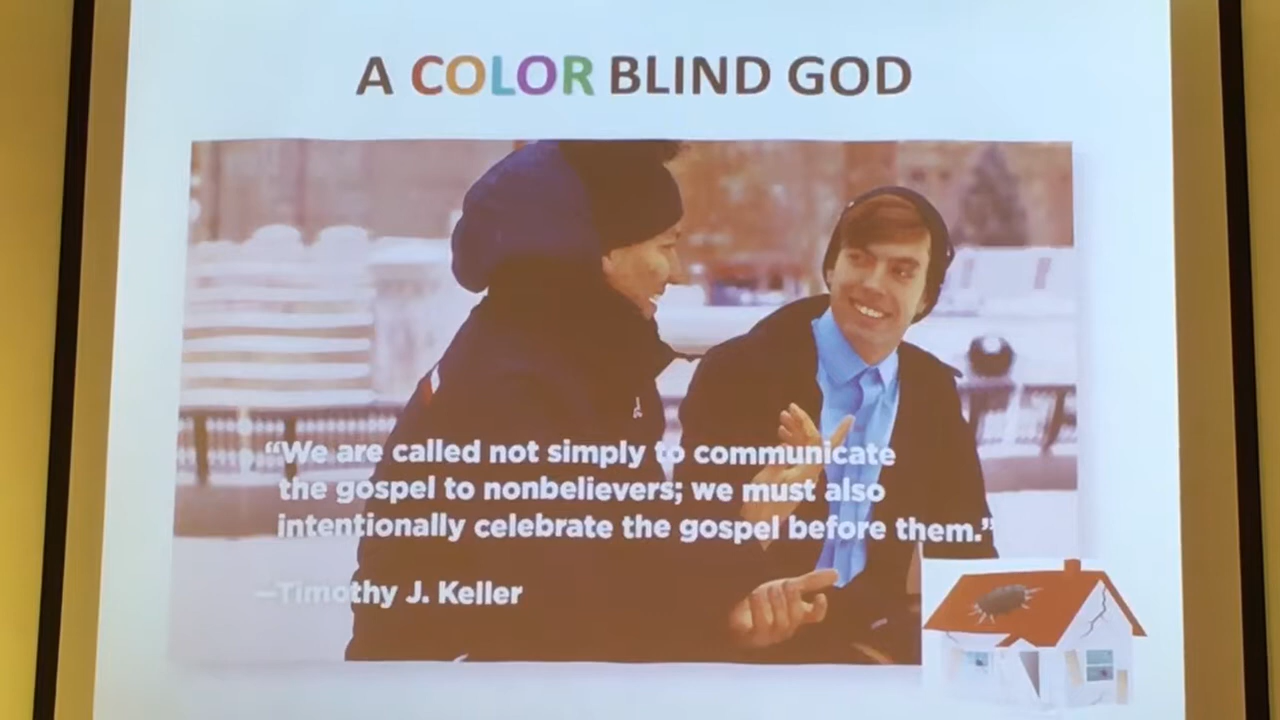 A COLOR BLIND GOD
“We are called not simply to communicate
the gospel to nonbelievers; we must also
intentionally celebrate the gospel before them.”
–Timothy J. Keller